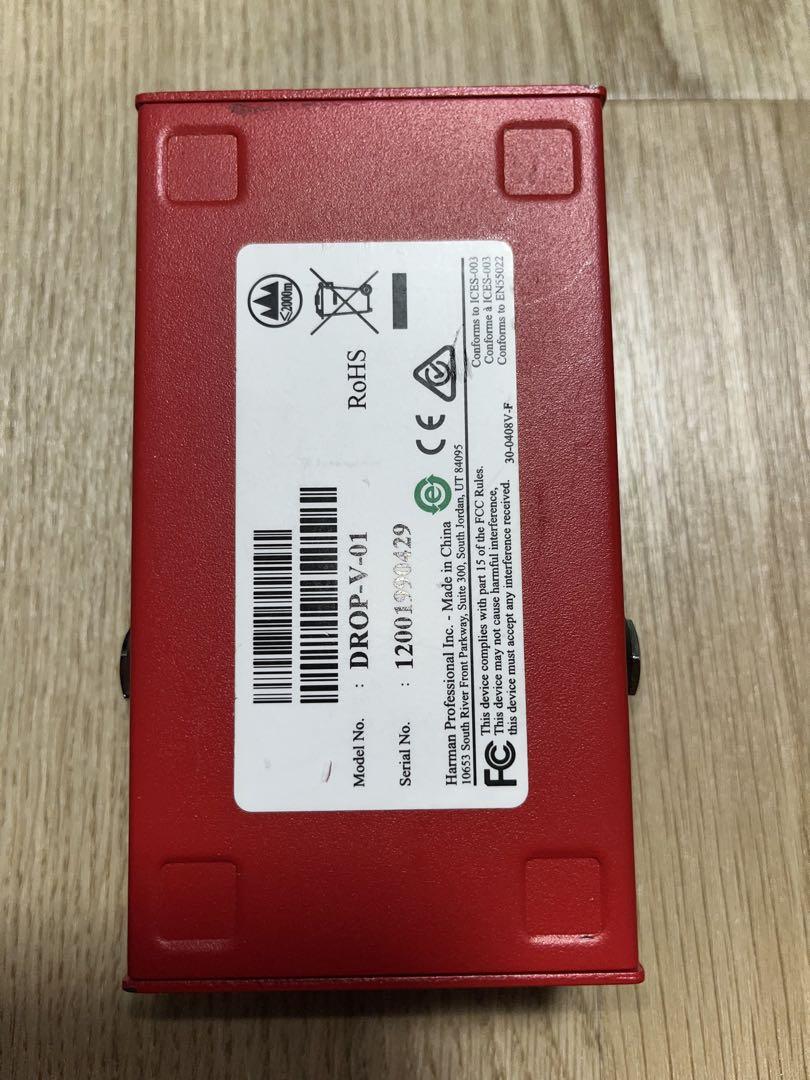 ≤2000m
RoHS
Model No. : DROP-V-01
Serial No. : 12001990429
Harman Professional Inc. - Made in China
10653 South River Front Parkway, Suite 300, South Jordan, UT 84095
FC This device complies with part 15 of the FCC Rules.
This device may not cause harmful interference,
this device must accept any interference received. 30-0408V-F
CE
Conforms to ICES-003
Conforme à ICES-003
Conforms to EN55022